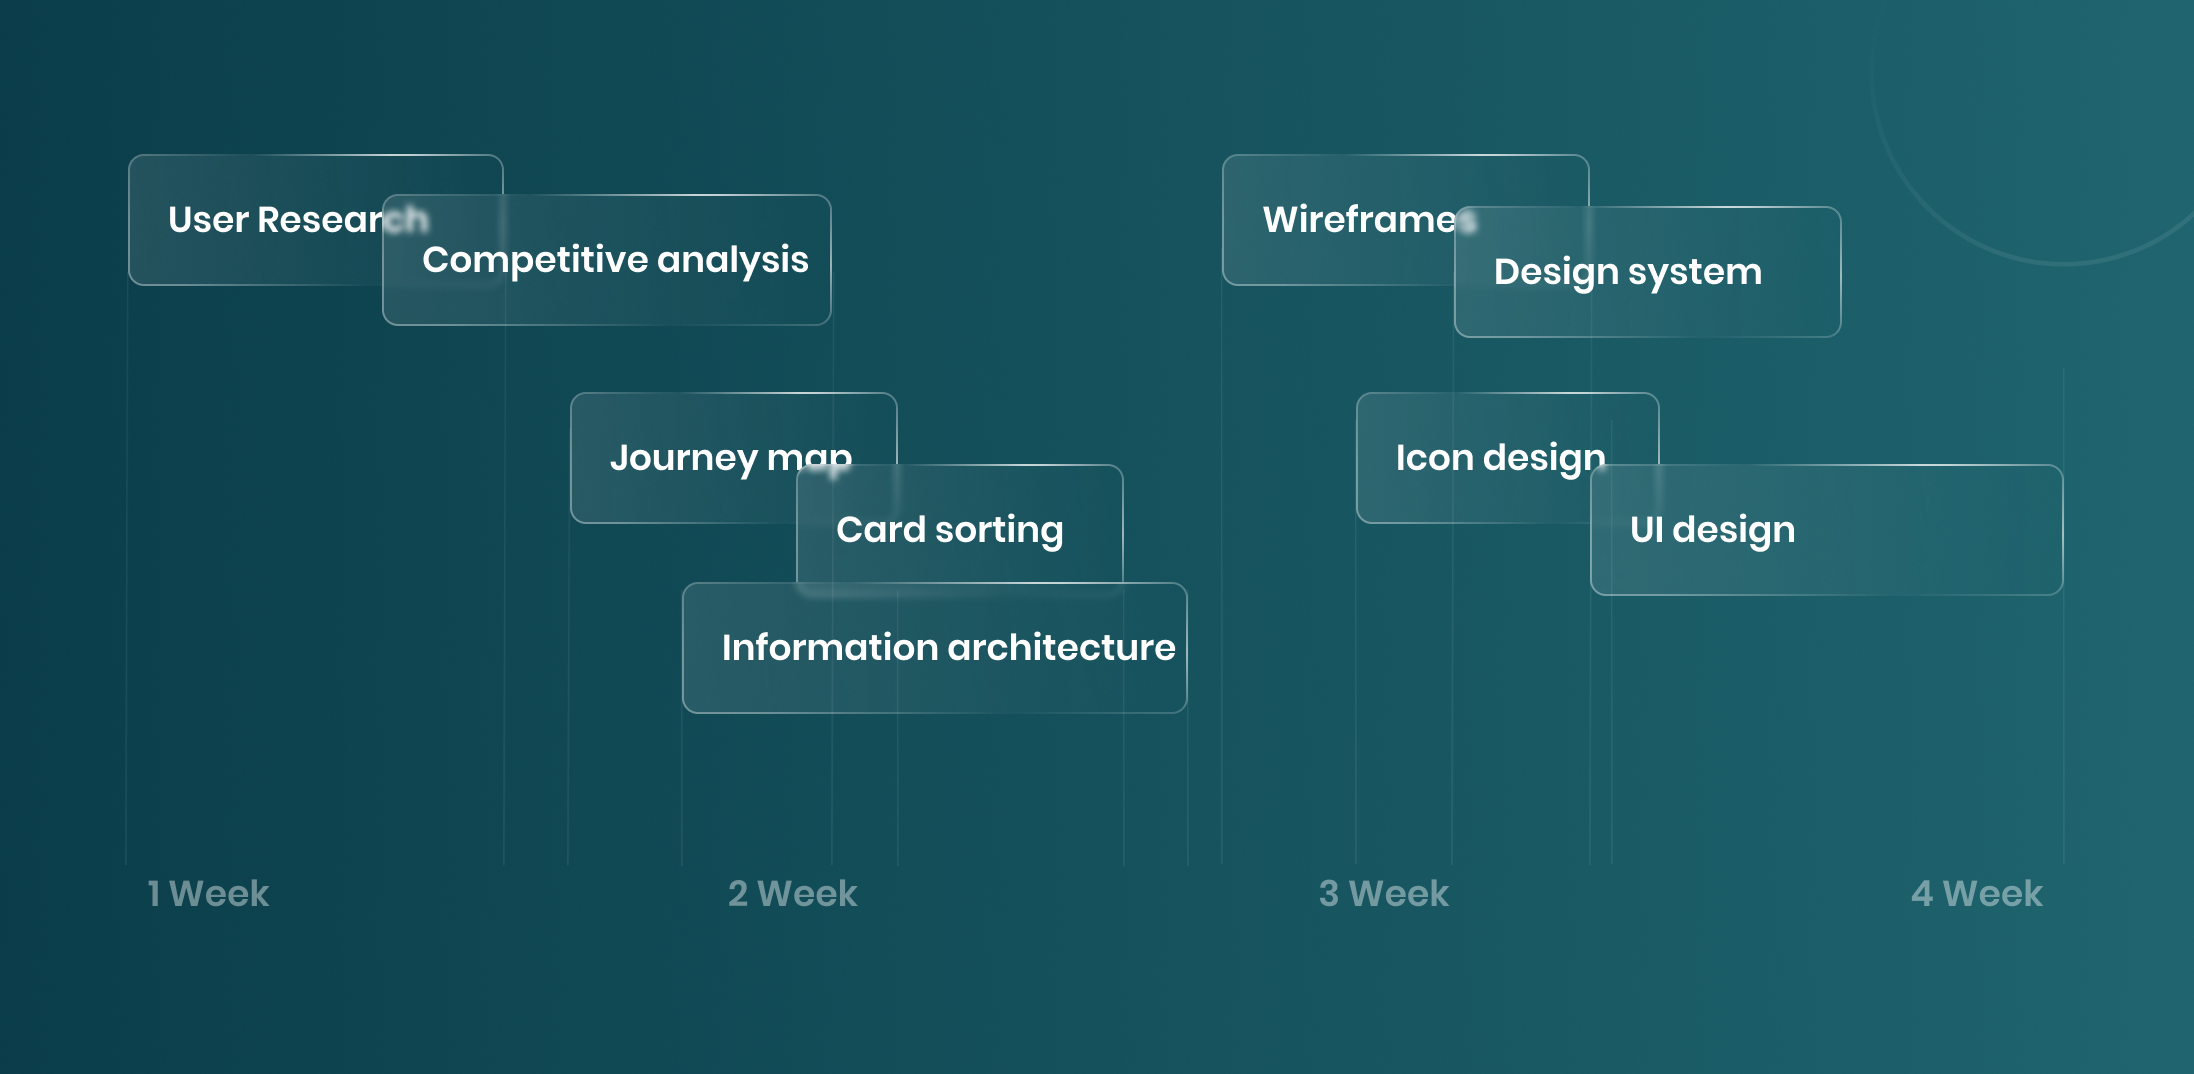 User Research
Competitive analysis
Wireframes
Design system
Journey map
Card sorting
Information architecture
Icon design
UI design
1 Week
2 Week
3 Week
4 Week